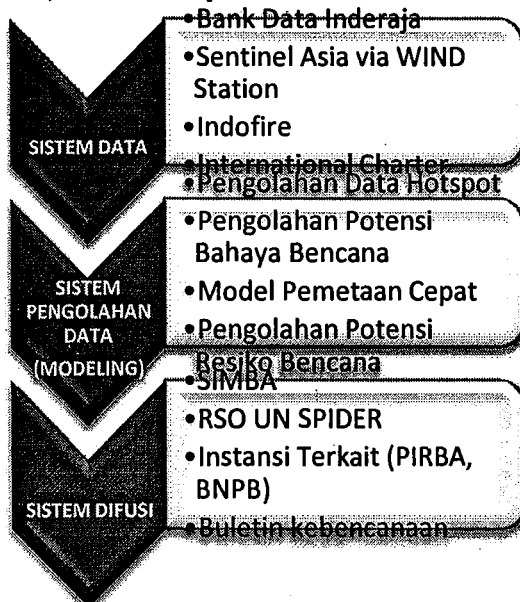 •Bank Data Inderaja
•Sentinel Asia via WIND
Station
•Indofire
•International Charter
SISTEM DATA
•Pengolahan Data Hotspot
•Pengolahan Potensi
Bahaya Bencana
•Model Pemetaan Cepat
•Pengolahan Potensi
Resiko Bencana
SISTEM
PENGOLAHAN
DATA
(MODELING)
•SIMBA
•RSO UN SPIDER
•Instansi Terkait (PIRBA,
BNPB)
•Buletin kebencanaan
SISTEM DIFUSI